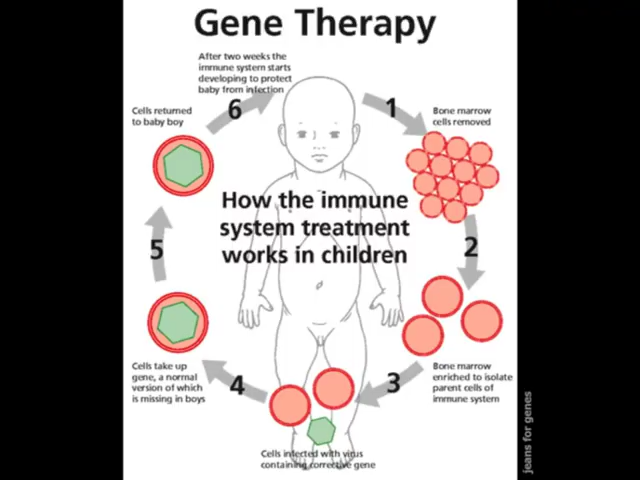 Gene Therapy
After two weeks the
immune system starts
developing to protect
baby from infection
6
1
Cells returned
to baby boy
Bone marrow
cells removed
How the immune
system treatment
works in children
5
2
Cells take up
gene, a normal
version of which
is missing in boys
4
3
Bone marrow
enriched to isolate
parent cells of
immune system
Cells infected with virus
containing corrective gene
jeans for genes